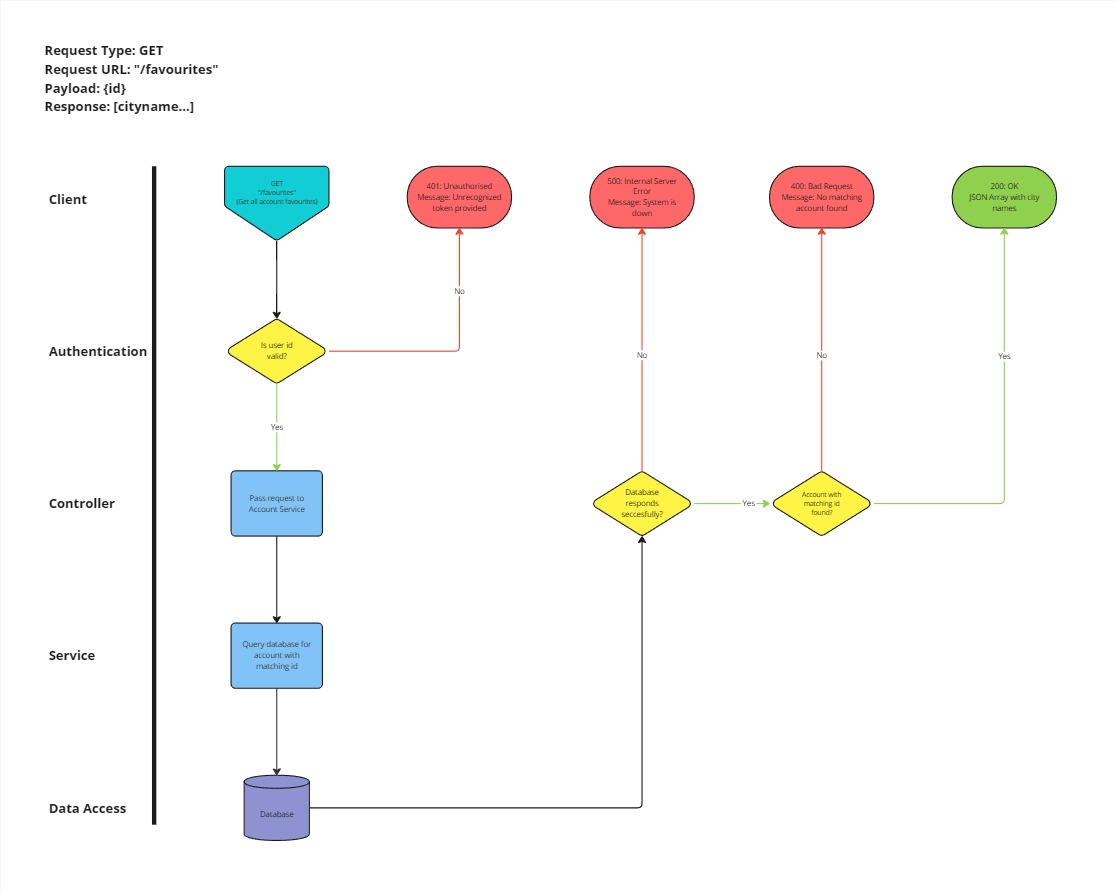 Request Type: GET
Request URL: "/favourites"
Payload: {id}
Response: [cityname...]
Client
GET
"/favourites"
(Get all account favourites)
401: Unauthorised
Message: Unrecognized
token provided
500: Internal Server
Error
Message: System is
down
400: Bad Request
Message: No matching
account found
200: OK
JSON Array with city
names
No
Authentication
Is user id
valid?
No
No
Yes
Yes
Controller
Pass request to
Account Service
Database
responds
seccesfully?
Yes
Account with
matching id
found?
Service
Query database for
account with
matching id
Data Access
Database